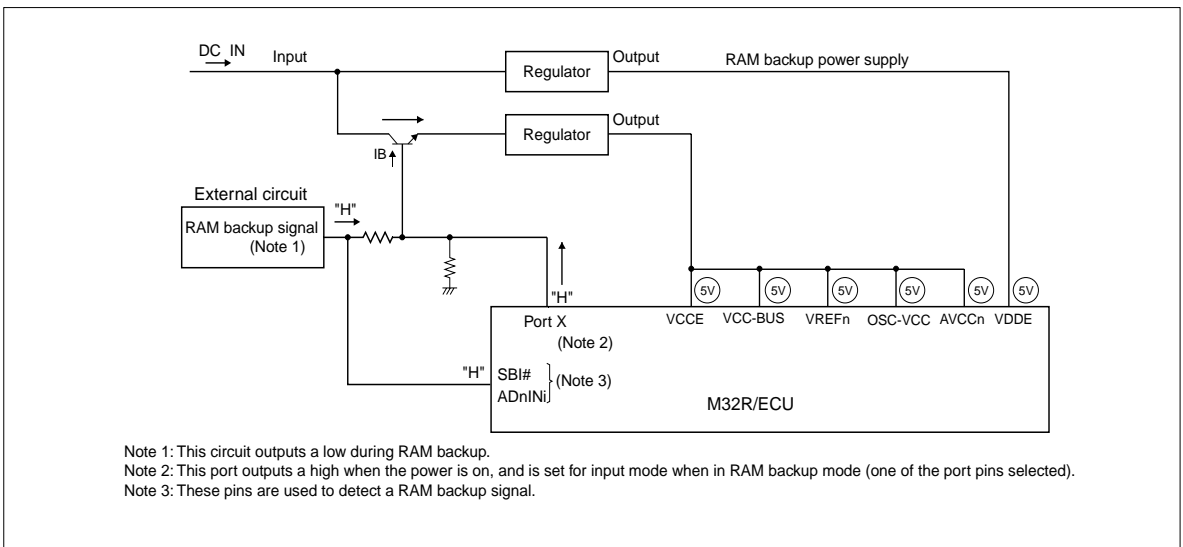 DC IN
Input
Regulator
Output
RAM backup power supply
Regulator
Output
IB
External circuit
RAM backup signal
(Note 1)
"H"
"H"
Port X
(Note 2)
5V
5V
5V
5V
5V
5V
VCCE
VCC-BUS
VREFn
OSC-VCC
AVCCn
VDDE
"H"
SBI#
ADnINi
(Note 3)
M32R/ECU
Note 1: This circuit outputs a low during RAM backup.
Note 2: This port outputs a high when the power is on, and is set for input mode when in RAM backup mode (one of the port pins selected).
Note 3: These pins are used to detect a RAM backup signal.